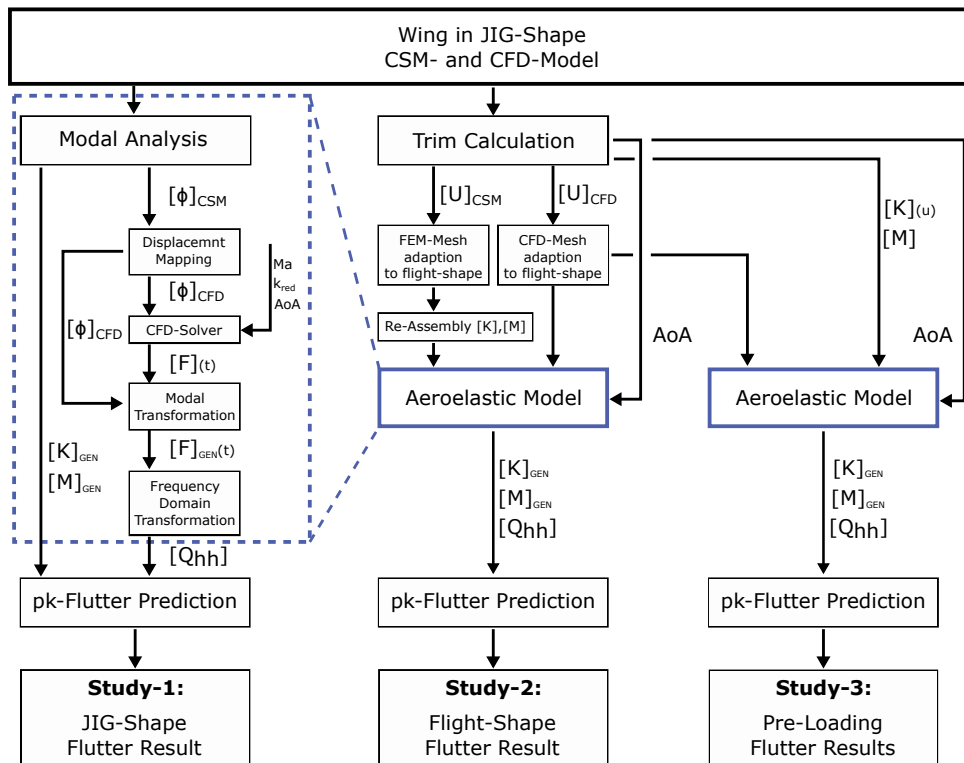 Wing in JIG-Shape
CSM- and CFD-Model
Modal Analysis
[ϕ]CSM
Displacemnt
Mapping
[ϕ]CFD
Ma
kred
AoA
[ϕ]CFD
CFD-Solver
[F](t)
Modal
Transformation
[F]GEN(t)
[K]GEN
[M]GEN
Frequency
Domain
Transformation
[Qhh]
pk-Flutter Prediction
Study-1:
JIG-Shape
Flutter Result
Trim Calculation
[U]CSM
[U]CFD
FEM-Mesh
adaption
to flight-shape
CFD-Mesh
adaption
to flight-shape
Re-Assembly [K],[M]
AoA
Aeroelastic Model
[K]GEN
[M]GEN
[Qhh]
pk-Flutter Prediction
Study-2:
Flight-Shape
Flutter Result
[K](u)
[M]
AoA
Aeroelastic Model
[K]GEN
[M]GEN
[Qhh]
pk-Flutter Prediction
Study-3:
Pre-Loading
Flutter Results